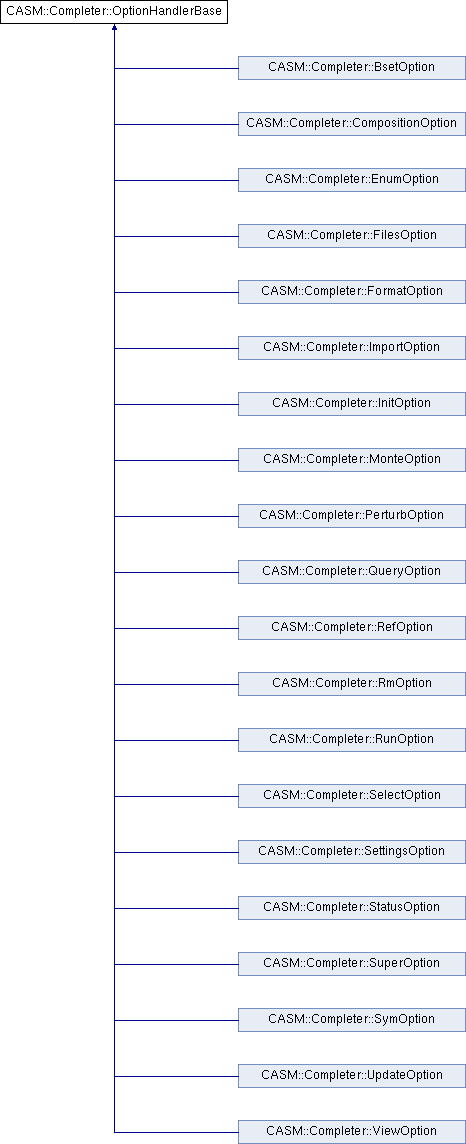 CASM::Completer::OptionHandlerBase
CASM::Completer::BsetOption
CASM::Completer::CompositionOption
CASM::Completer::EnumOption
CASM::Completer::FilesOption
CASM::Completer::FormatOption
CASM::Completer::ImportOption
CASM::Completer::InitOption
CASM::Completer::MonteOption
CASM::Completer::PerturbOption
CASM::Completer::QueryOption
CASM::Completer::RefOption
CASM::Completer::RmOption
CASM::Completer::RunOption
CASM::Completer::SelectOption
CASM::Completer::SettingsOption
CASM::Completer::StatusOption
CASM::Completer::SuperOption
CASM::Completer::SymOption
CASM::Completer::UpdateOption
CASM::Completer::ViewOption